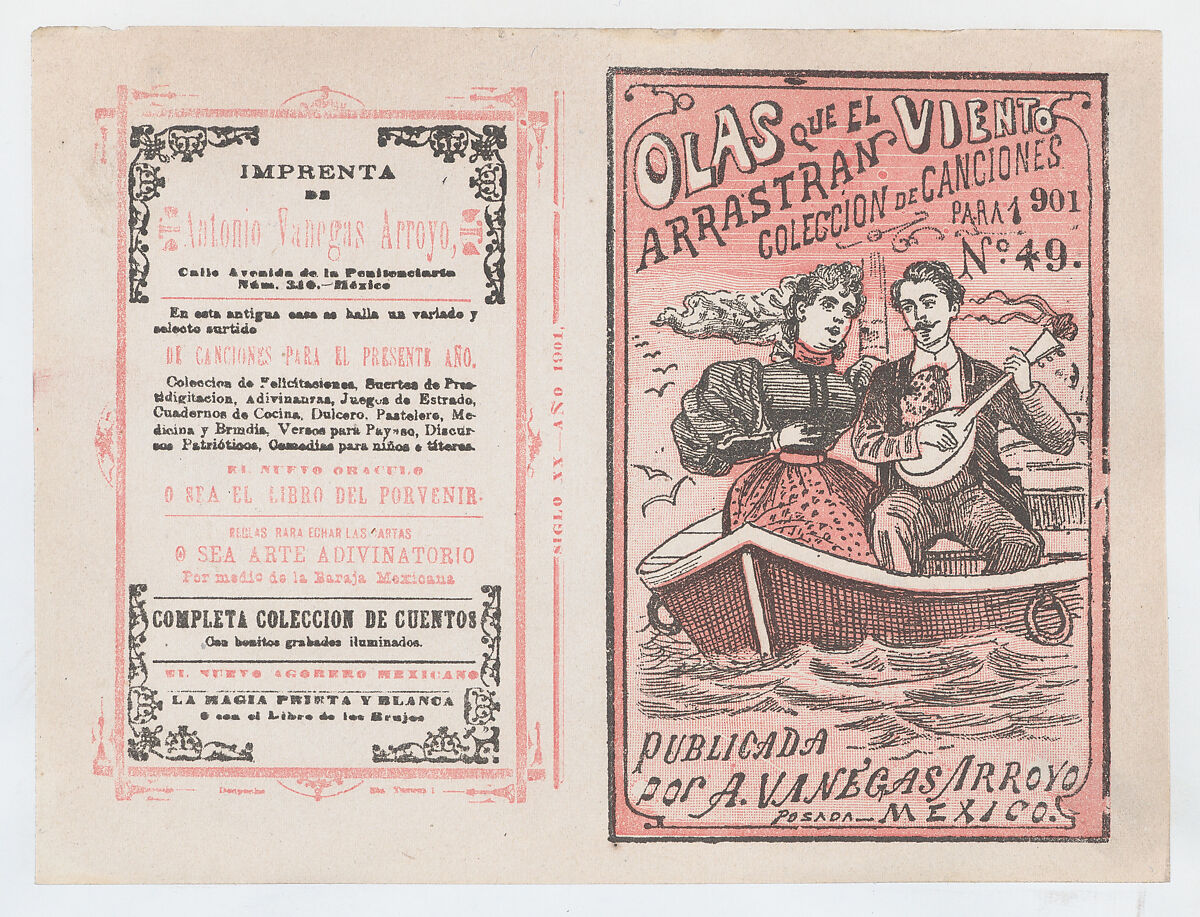 IMPRENTA
DE
Antonio Vanegas Arroyo,
Calle Avenida de la Penitenciaria
Núm. 310.—México
En esta antigua casa se halla un variado y
selecto surtido
DE CANCIONES PARA EL PRESENTE AÑO.
Coleccion de Felicitaciones, Suertes de Pres-
tidigitacion, Adivinanzas, Juegos de Estrado,
Cuadernos de Cocina, Dulcero, Pastelero, Me-
dicina y Brindis, Versos para Payaso, Discur-
sos Patrióticos, Comedias para niños e titeres.
EL NUEVO ORACULO
O SEA EL LIBRO DEL PORVENIR.
REGLAS RARA ECHAR LAS CARTAS
O SEA ARTE ADIVINATORIO
Por medio de la Baraja Mexicana
COMPLETA COLECCION DE CUENTOS
Con bonitos grabados iluminados.
EL NUEVO AGORERO MEXICANO
LA MAGIA PRIETA Y BLANCA
O sea el Libro de los Brujos
SIGLO XX—AÑO 1901,
OLAS QUE EL VIENTO
ARRASTRAN
COLECCIÓN DE CANCIONES
PARA 1901
No. 49.
PUBLICADA
POR A. VANEGAS ARROYO
POSADA— MEXICO.